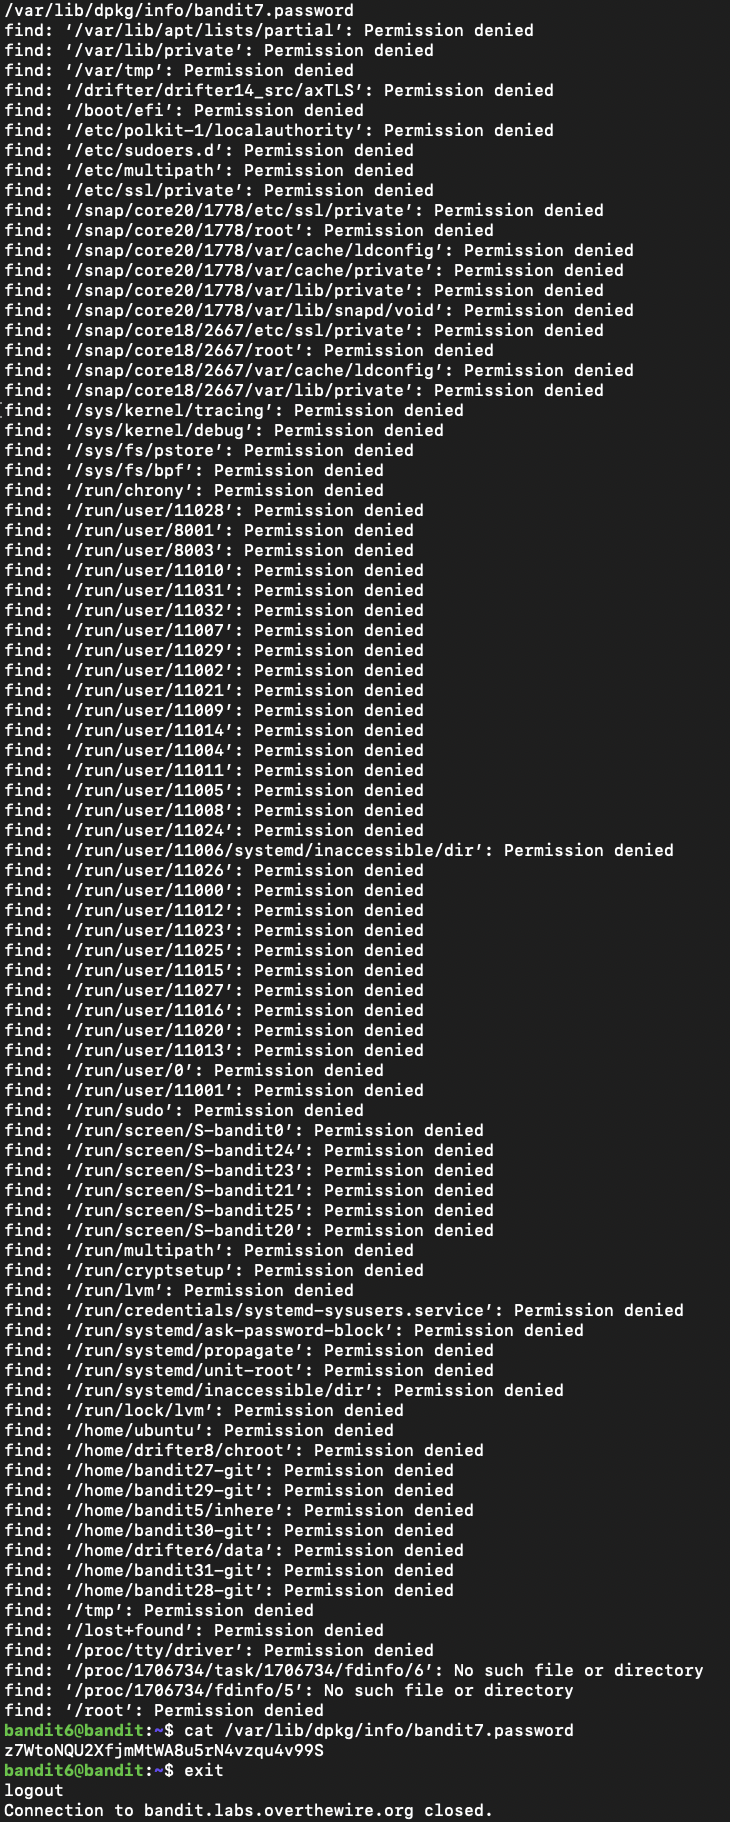 /var/lib/dpkg/info/bandit7.password
find: ‘/var/lib/apt/lists/partial’: Permission denied
find: ‘/var/lib/private’: Permission denied
find: ‘/var/tmp’: Permission denied
find: ‘/drifter/drifter14_src/axTLS’: Permission denied
find: ‘/boot/efi’: Permission denied
find: ‘/etc/polkit-1/localauthority’: Permission denied
find: ‘/etc/sudoers.d’: Permission denied
find: ‘/etc/multipath’: Permission denied
find: ‘/etc/ssl/private’: Permission denied
find: ‘/snap/core20/1778/etc/ssl/private’: Permission denied
find: ‘/snap/core20/1778/root’: Permission denied
find: ‘/snap/core20/1778/var/cache/ldconfig’: Permission denied
find: ‘/snap/core20/1778/var/cache/private’: Permission denied
find: ‘/snap/core20/1778/var/lib/private’: Permission denied
find: ‘/snap/core20/1778/var/lib/snapd/void’: Permission denied
find: ‘/snap/core18/2667/etc/ssl/private’: Permission denied
find: ‘/snap/core18/2667/root’: Permission denied
find: ‘/snap/core18/2667/var/cache/ldconfig’: Permission denied
find: ‘/snap/core18/2667/var/lib/private’: Permission denied
find: ‘/sys/kernel/tracing’: Permission denied
find: ‘/sys/kernel/debug’: Permission denied
find: ‘/sys/fs/pstore’: Permission denied
find: ‘/sys/fs/bpf’: Permission denied
find: ‘/run/chrony’: Permission denied
find: ‘/run/user/11028’: Permission denied
find: ‘/run/user/8001’: Permission denied
find: ‘/run/user/8003’: Permission denied
find: ‘/run/user/11010’: Permission denied
find: ‘/run/user/11031’: Permission denied
find: ‘/run/user/11032’: Permission denied
find: ‘/run/user/11007’: Permission denied
find: ‘/run/user/11029’: Permission denied
find: ‘/run/user/11002’: Permission denied
find: ‘/run/user/11021’: Permission denied
find: ‘/run/user/11009’: Permission denied
find: ‘/run/user/11014’: Permission denied
find: ‘/run/user/11004’: Permission denied
find: ‘/run/user/11011’: Permission denied
find: ‘/run/user/11005’: Permission denied
find: ‘/run/user/11008’: Permission denied
find: ‘/run/user/11024’: Permission denied
find: ‘/run/user/11006/systemd/inaccessible/dir’: Permission denied
find: ‘/run/user/11026’: Permission denied
find: ‘/run/user/11000’: Permission denied
find: ‘/run/user/11012’: Permission denied
find: ‘/run/user/11023’: Permission denied
find: ‘/run/user/11025’: Permission denied
find: ‘/run/user/11015’: Permission denied
find: ‘/run/user/11027’: Permission denied
find: ‘/run/user/11016’: Permission denied
find: ‘/run/user/11020’: Permission denied
find: ‘/run/user/11013’: Permission denied
find: ‘/run/user/0’: Permission denied
find: ‘/run/user/11001’: Permission denied
find: ‘/run/sudo’: Permission denied
find: ‘/run/screen/S-bandit0’: Permission denied
find: ‘/run/screen/S-bandit24’: Permission denied
find: ‘/run/screen/S-bandit23’: Permission denied
find: ‘/run/screen/S-bandit21’: Permission denied
find: ‘/run/screen/S-bandit25’: Permission denied
find: ‘/run/screen/S-bandit20’: Permission denied
find: ‘/run/multipath’: Permission denied
find: ‘/run/cryptsetup’: Permission denied
find: ‘/run/lvm’: Permission denied
find: ‘/run/credentials/systemd-sysusers.service’: Permission denied
find: ‘/run/systemd/ask-password-block’: Permission denied
find: ‘/run/systemd/propagate’: Permission denied
find: ‘/run/systemd/unit-root’: Permission denied
find: ‘/run/systemd/inaccessible/dir’: Permission denied
find: ‘/run/lock/lvm’: Permission denied
find: ‘/home/ubuntu’: Permission denied
find: ‘/home/drifter8/chroot’: Permission denied
find: ‘/home/bandit27-git’: Permission denied
find: ‘/home/bandit29-git’: Permission denied
find: ‘/home/bandit5/inhere’: Permission denied
find: ‘/home/bandit30-git’: Permission denied
find: ‘/home/drifter6/data’: Permission denied
find: ‘/home/bandit31-git’: Permission denied
find: ‘/home/bandit28-git’: Permission denied
find: ‘/tmp’: Permission denied
find: ‘/lost+found’: Permission denied
find: ‘/proc/tty/driver’: Permission denied
find: ‘/proc/1706734/task/1706734/fdinfo/6’: No such file or directory
find: ‘/proc/1706734/fdinfo/5’: No such file or directory
find: ‘/root’: Permission denied
bandit6@bandit:~$ cat /var/lib/dpkg/info/bandit7.password
z7WtoNQU2XfjmMtWA8u5rN4vzqu4v99S
bandit6@bandit:~$ exit
logout
Connection to bandit.labs.overthewire.org closed.